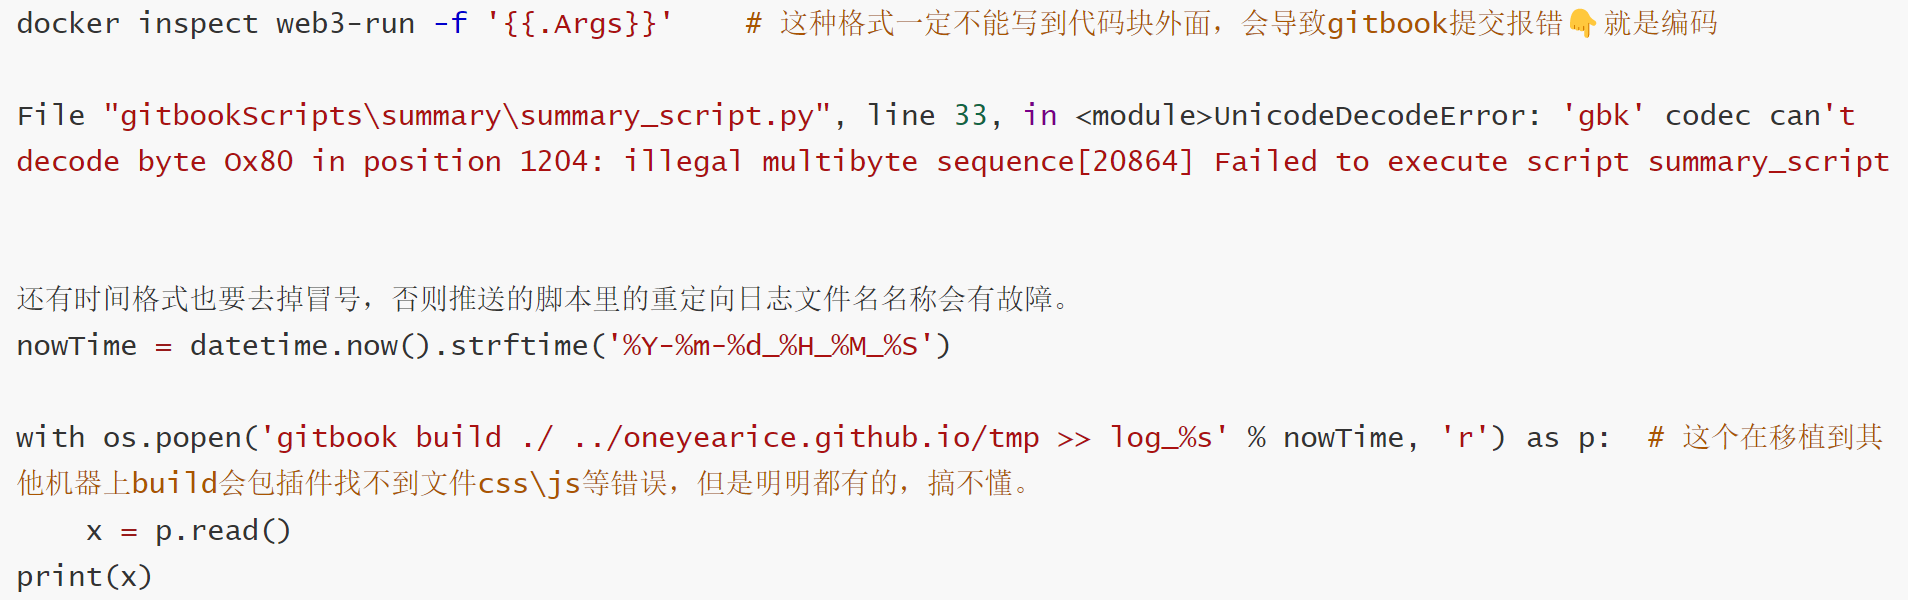 docker inspect web3-run -f '{{.Args}}'    # 这种格式一定不能写到代码块外面，会导致gitbook提交报错👇就是编码
File "gitbookScripts\summary\summary_script.py", line 33, in <module>UnicodeDecodeError: 'gbk' codec can't
decode byte 0x80 in position 1204: illegal multibyte sequence[20864] Failed to execute script summary_script
还有时间格式也要去掉冒号，否则推送的脚本里的重定向日志文件名名称会有故障。
nowTime = datetime.now().strftime('%Y-%m-%d_%H_%M_%S')
with os.popen('gitbook build ./ ../oneyearice.github.io/tmp >> log_%s' % nowTime, 'r') as p:  # 这个在移植到其
他机器上build会包插件找不到文件css\js等错误，但是明明都有的，搞不懂。
    x = p.read()
print(x)